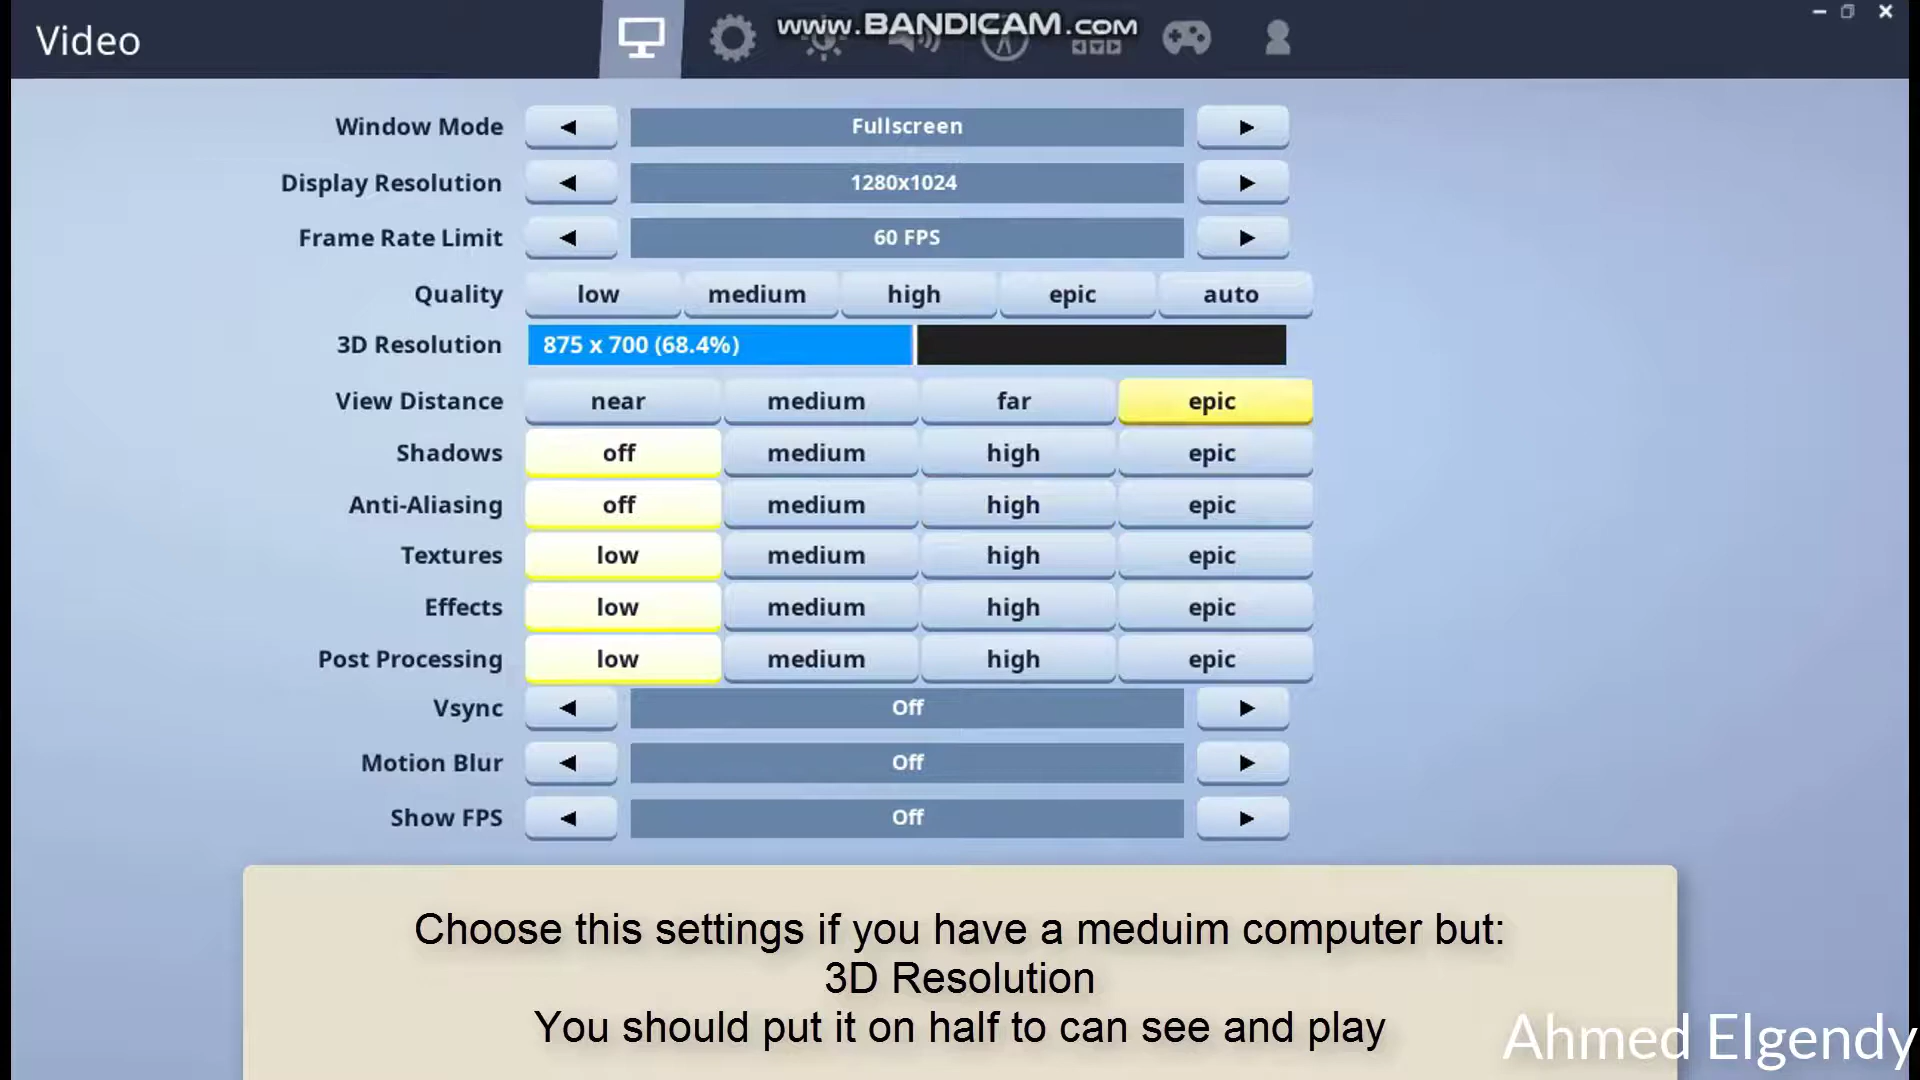 www.BANDICAM.com
Video
Window Mode Fullscreen
Display Resolution 1280x1024
Frame Rate Limit 60 FPS
Quality low medium high epic auto
3D Resolution 875 x 700 (68.4%)
View Distance near medium far epic
Shadows off medium high epic
Anti-Aliasing off medium high epic
Textures low medium high epic
Effects low medium high epic
Post Processing low medium high epic
Vsync Off
Motion Blur Off
Show FPS Off
Choose this settings if you have a meduim computer but:
3D Resolution
You should put it on half to can see and play
Ahmed Elgendy